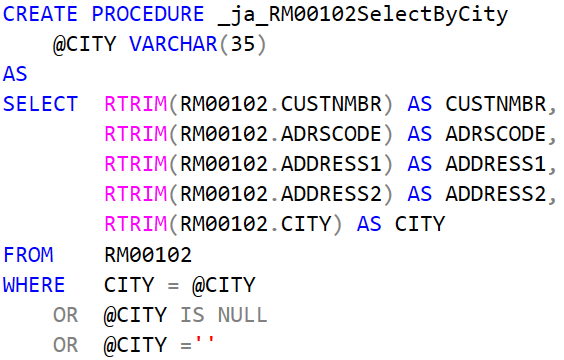 CREATE PROCEDURE _ja_RM00102SelectByCity
    @CITY VARCHAR(35)
AS
SELECT  RTRIM(RM00102.CUSTNMBR) AS CUSTNMBR,
        RTRIM(RM00102.ADRSCODE) AS ADRSCODE,
        RTRIM(RM00102.ADDRESS1) AS ADDRESS1,
        RTRIM(RM00102.ADDRESS2) AS ADDRESS2,
        RTRIM(RM00102.CITY) AS CITY
FROM    RM00102
WHERE   CITY = @CITY
    OR  @CITY IS NULL
    OR  @CITY =''